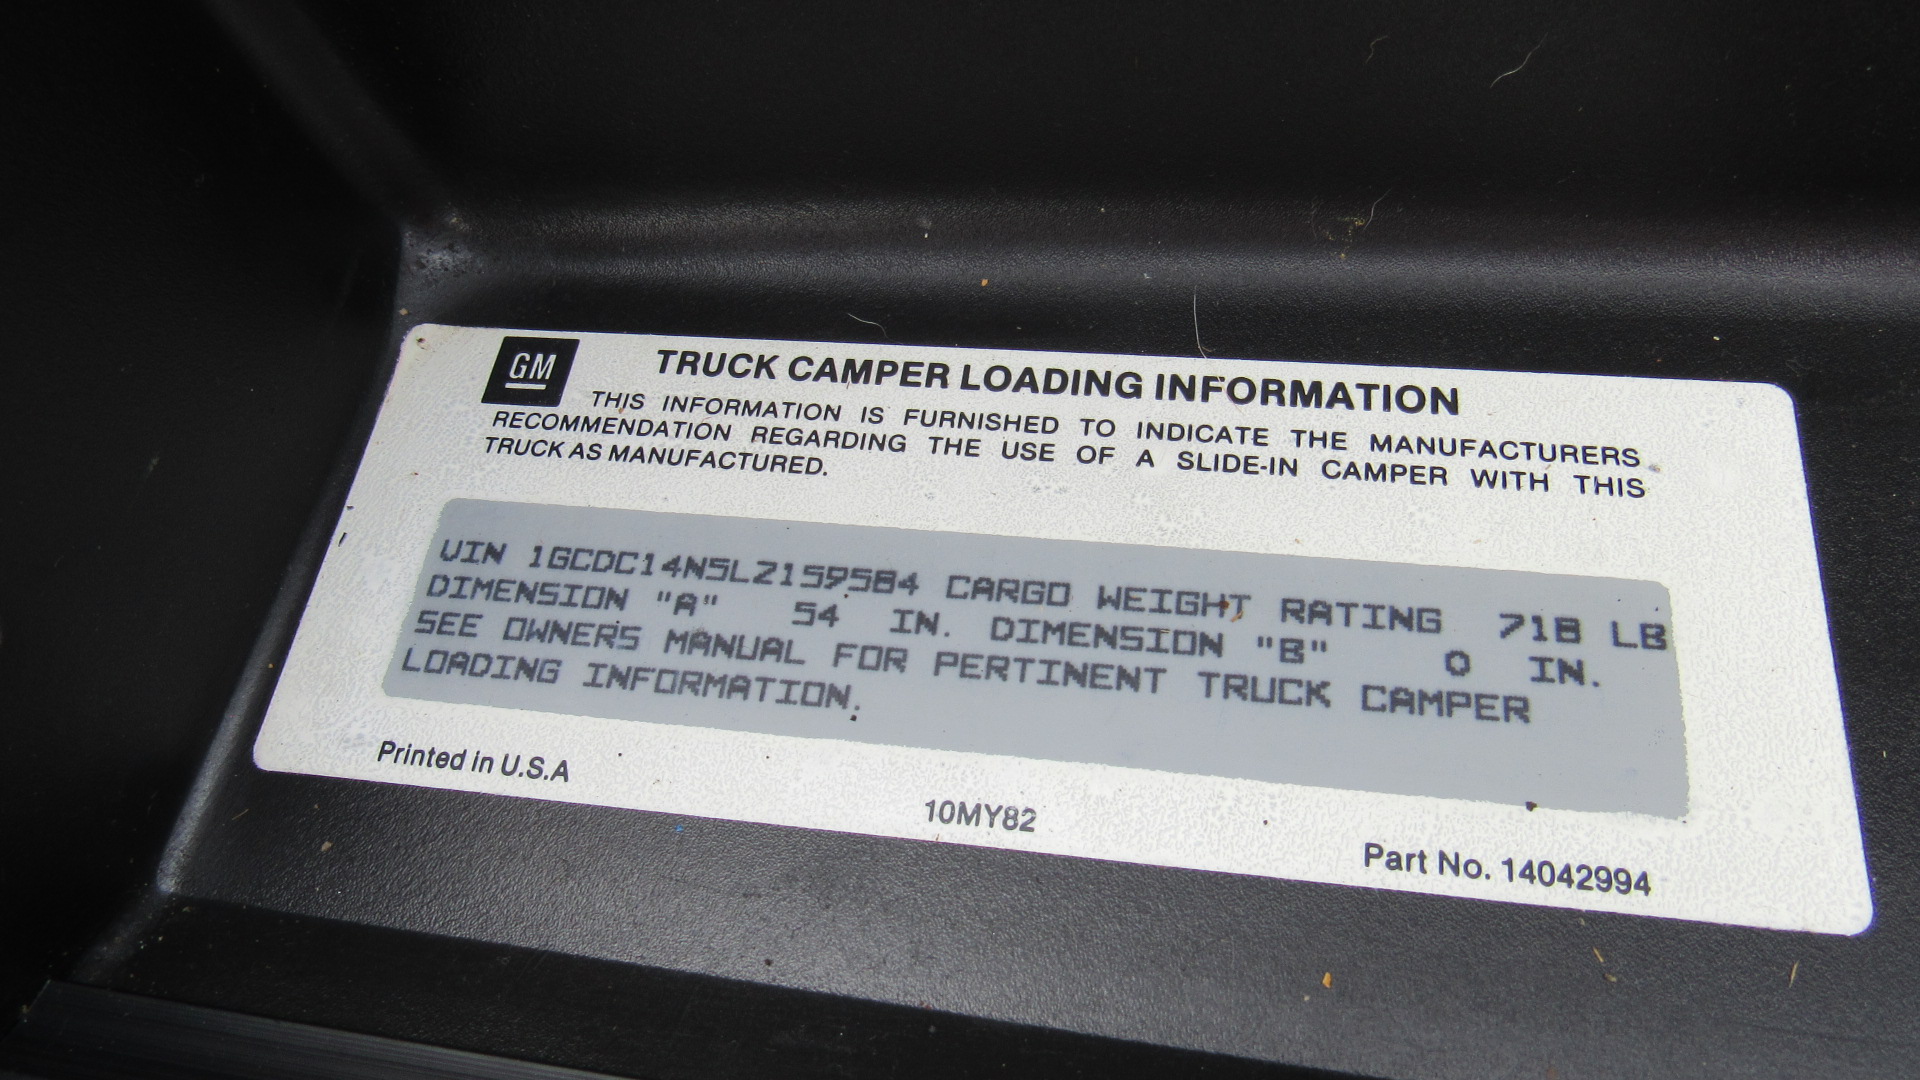 GM
TRUCK CAMPER LOADING INFORMATION
THIS INFORMATION IS FURNISHED TO INDICATE THE MANUFACTURERS
RECOMMENDATION REGARDING THE USE OF A SLIDE-IN CAMPER WITH THIS
TRUCK AS MANUFACTURED.
VIN 1GCDC14N5LZ159584 CARGO WEIGHT RATING 718 LB
DIMENSION "A" 54 IN. DIMENSION "B" 0 IN.
SEE OWNERS MANUAL FOR PERTINENT TRUCK CAMPER
LOADING INFORMATION.
Printed in U.S.A
10MY82
Part No. 14042994